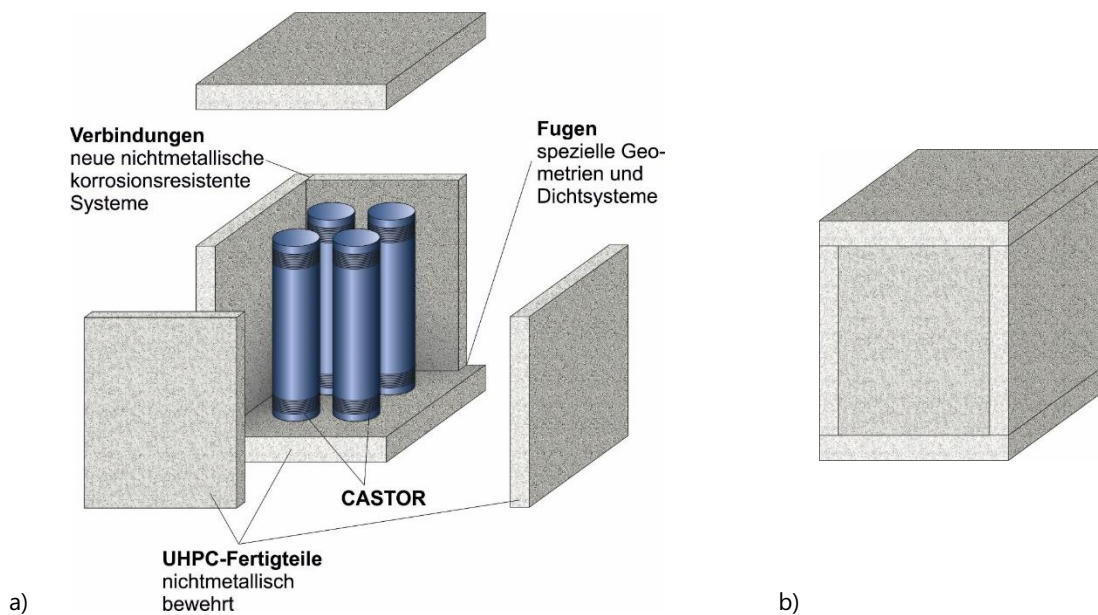 Verbindungen
neue nichtmetallische
korrosionsresistente
Systeme
Fugen
spezielle Geo-
metrien und
Dichtsysteme
CASTOR
UHPC-Fertigteile
nichtmetallisch
bewehrt
a)
b)